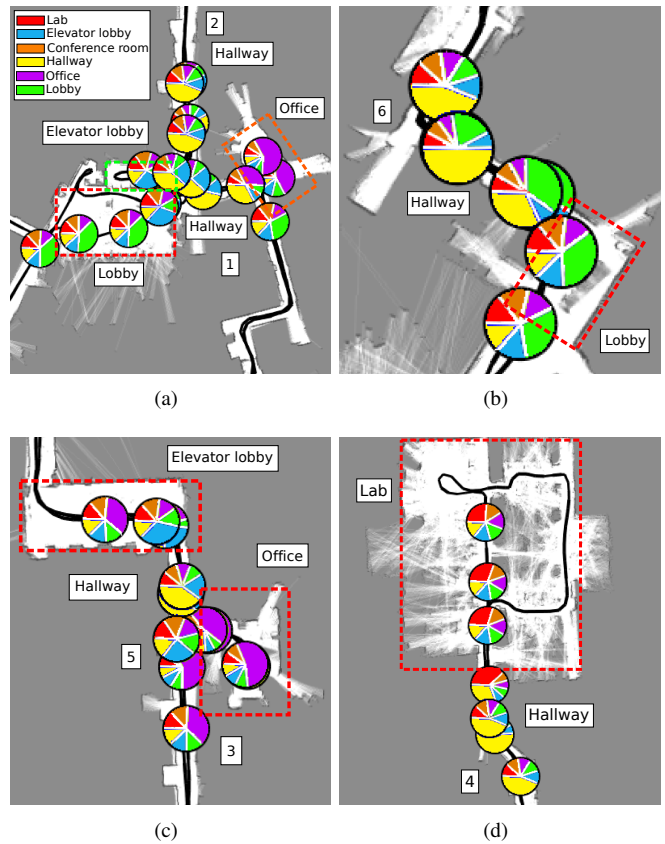 Lab
Elevator lobby
Conference room
Hallway
Office
Lobby
2
Hallway
Office
Elevator lobby
Hallway
Lobby
1
(a)
6
Hallway
Lobby
(b)
Elevator lobby
Office
Hallway
5
3
(c)
Lab
Hallway
4
(d)